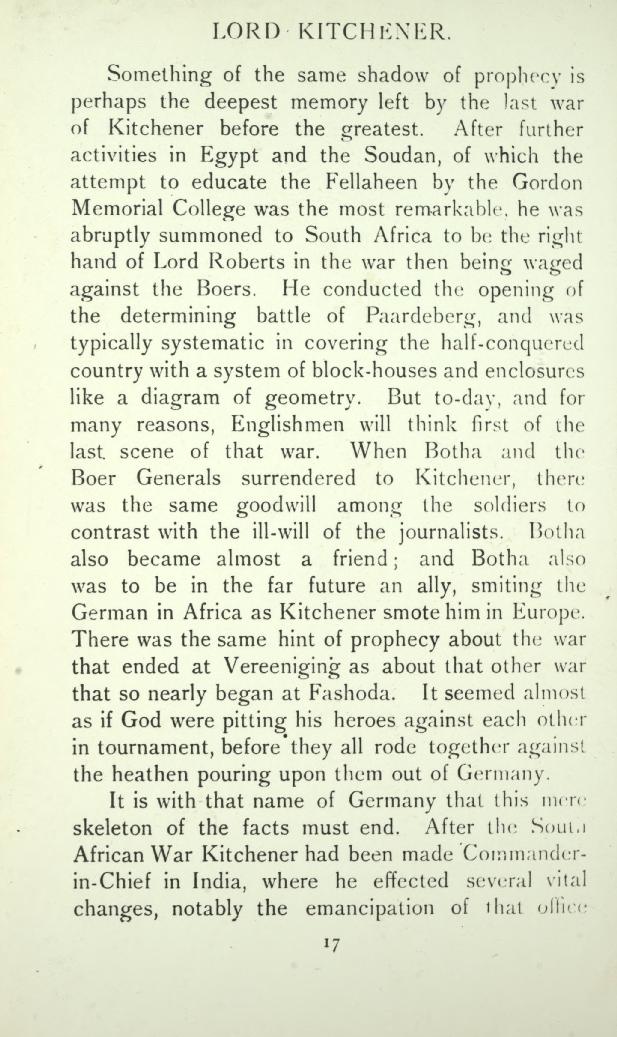 LORD KITCHENER.
Something of the same shadow of prophecy is
perhaps the deepest memory left by the last war
of Kitchener before the greatest. After further
activities in Egypt and the Soudan, of which the
attempt to educate the Fellaheen by the Gordon
Memorial College was the most remarkable, he was
abruptly summoned to South Africa to be the right
hand of Lord Roberts in the war then being waged
against the Boers. He conducted the opening of
the determining battle of Paardeberg, and was
typically systematic in covering the half-conquered
country with a system of block-houses and enclosures
like a diagram of geometry. But to-day, and for
many reasons, Englishmen will think first of the
last scene of that war. When Botha and the
Boer Generals surrendered to Kitchener, there
was the same goodwill among the soldiers to
contrast with the ill-will of the journalists. Botha
also became almost a friend; and Botha also
was to be in the far future an ally, smiting the
German in Africa as Kitchener smote him in Europe.
There was the same hint of prophecy about the war
that ended at Vereeniging as about that other war
that so nearly began at Fashoda. It seemed almost
as if God were pitting his heroes against each other
in tournament, before they all rode together against
the heathen pouring upon them out of Germany.
It is with that name of Germany that this mere
skeleton of the facts must end. After the South
African War Kitchener had been made Commander-
in-Chief in India, where he effected several vital
changes, notably the emancipation of that office
17